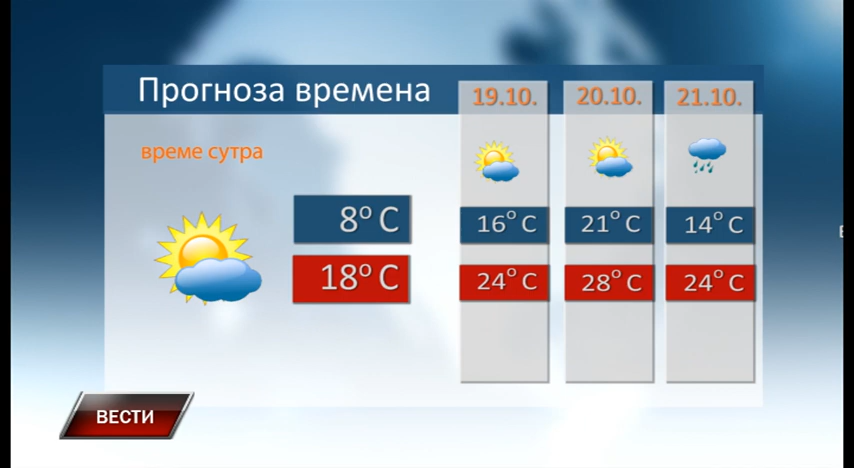 Прогноза времена
19.10.
20.10.
21.10.
време сутра
8° C
18° C
16° C
21° C
14° C
24° C
28° C
24° C
ВЕСТИ